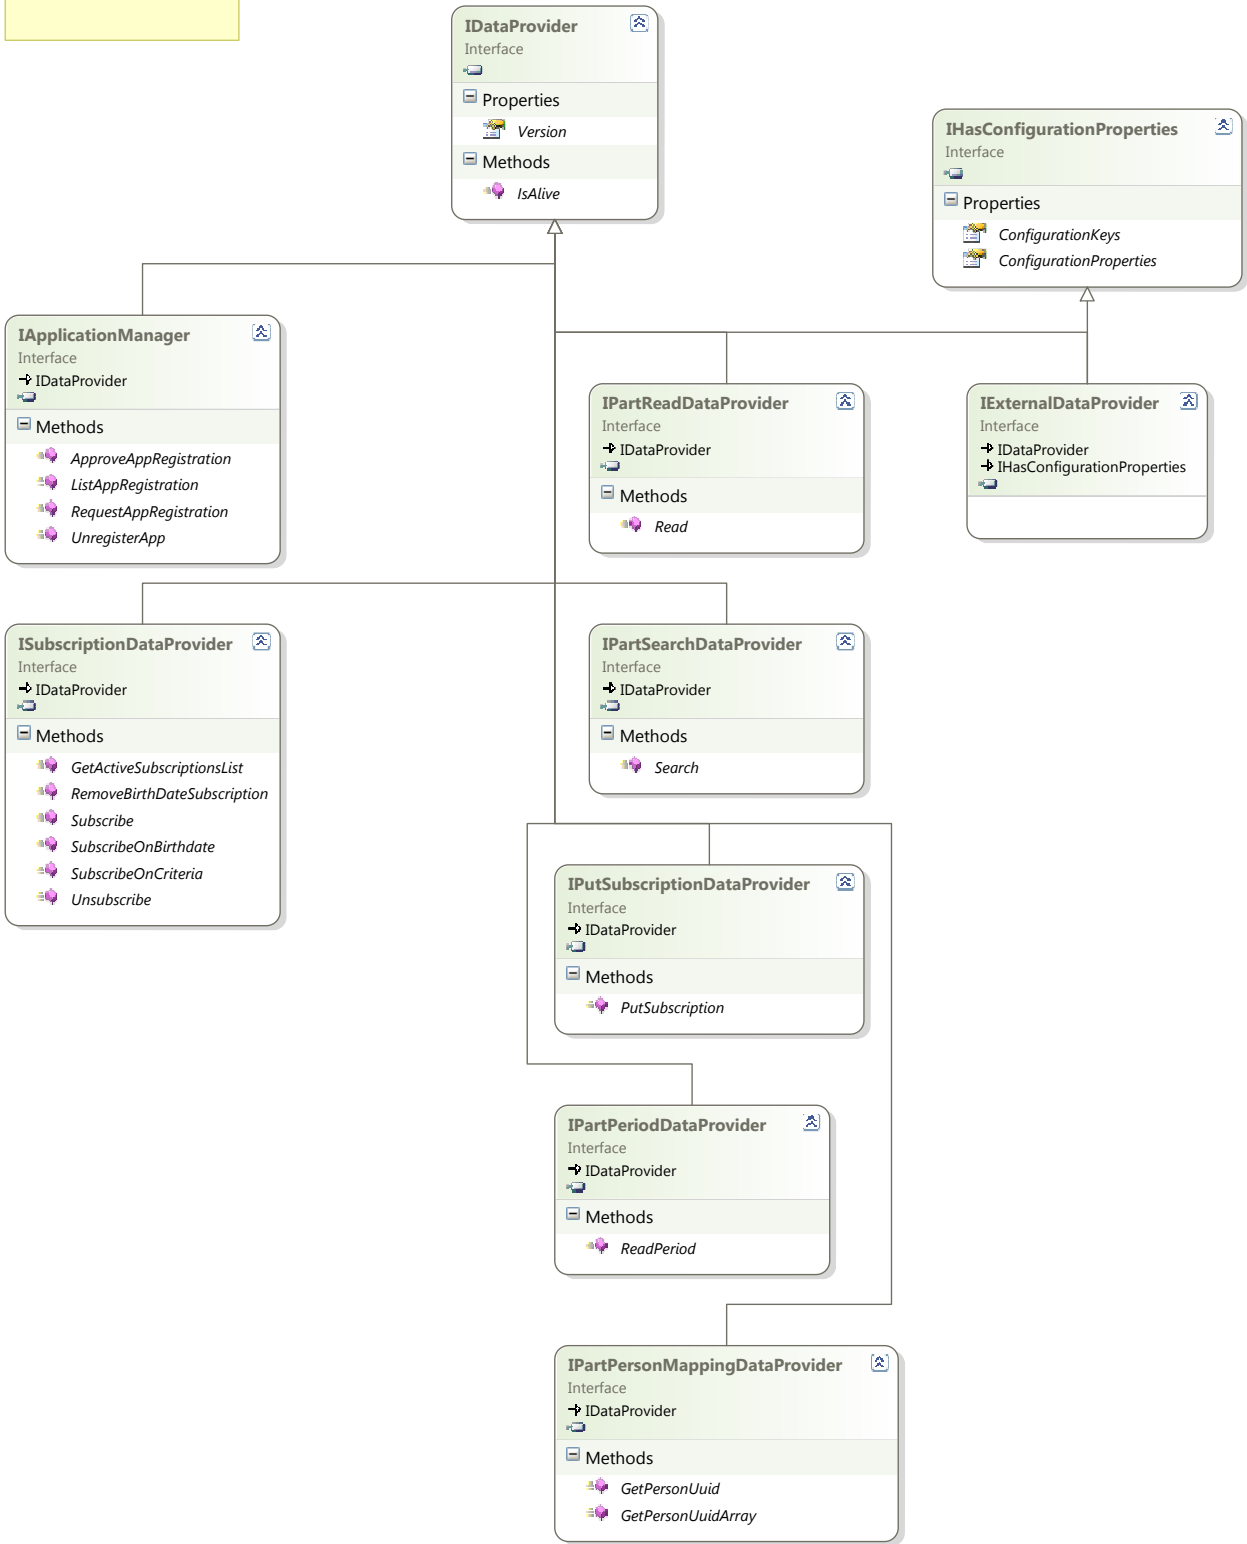 IDataProvider
Interface
Properties
Version
Methods
IsAlive
IHasConfigurationProperties
Interface
Properties
ConfigurationKeys
ConfigurationProperties
IApplicationManager
Interface
IDataProvider
Methods
ApproveAppRegistration
ListAppRegistration
RequestAppRegistration
UnregisterApp
IPartReadDataProvider
Interface
IDataProvider
Methods
Read
IExternalDataProvider
Interface
IDataProvider
IHasConfigurationProperties
ISubscriptionDataProvider
Interface
IDataProvider
Methods
GetActiveSubscriptionsList
RemoveBirthDateSubscription
Subscribe
SubscribeOnBirthdate
SubscribeOnCriteria
Unsubscribe
IPartSearchDataProvider
Interface
IDataProvider
Methods
Search
IPutSubscriptionDataProvider
Interface
IDataProvider
Methods
PutSubscription
IPartPeriodDataProvider
Interface
IDataProvider
Methods
ReadPeriod
IPartPersonMappingDataProvider
Interface
IDataProvider
Methods
GetPersonUuid
GetPersonUuidArray